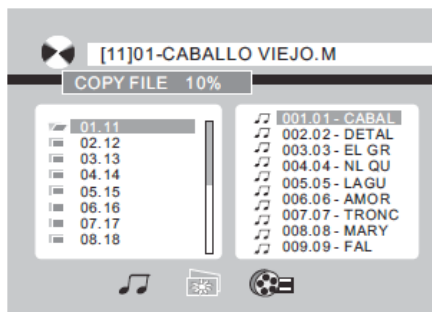 [11]01-CABALLO VIEJO.M
COPY FILE 10%
01.11
02.12
03.13
04.14
05.15
06.16
07.17
08.18
001.01 - CABAL
002.02 - DETAL
003.03 - EL GR
004.04 - NL QU
005.05 - LAGU
006.06 - AMOR
007.07 - TRONC
008.08 - MARY
009.09 - FAL